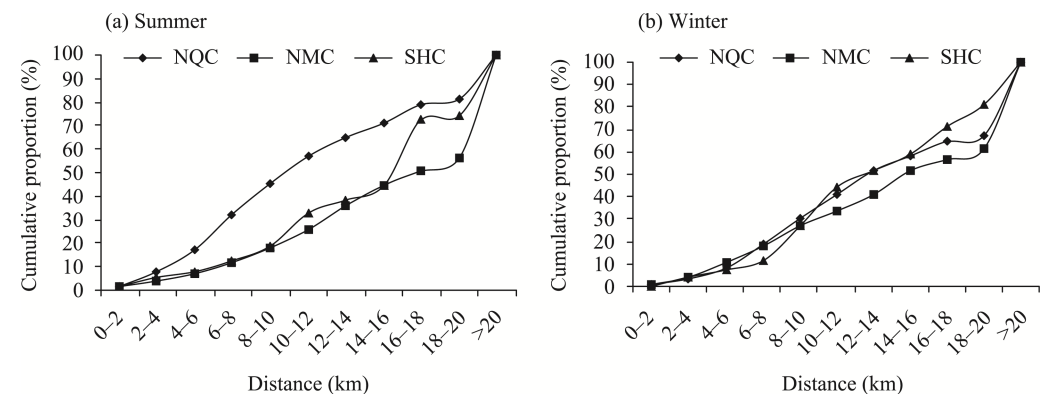 (a) Summer
NQC NMC SHC
Cumulative proportion (%)
100
90
80
70
60
50
40
30
20
10
0
0–2 2–4 4–6 6–8 8–10 10–12 12–14 14–16 16–18 18–20 >20
Distance (km)
(b) Winter
NQC NMC SHC
Cumulative proportion (%)
100
90
80
70
60
50
40
30
20
10
0
0–2 2–4 4–6 6–8 8–10 10–12 12–14 14–16 16–18 18–20 >20
Distance (km)